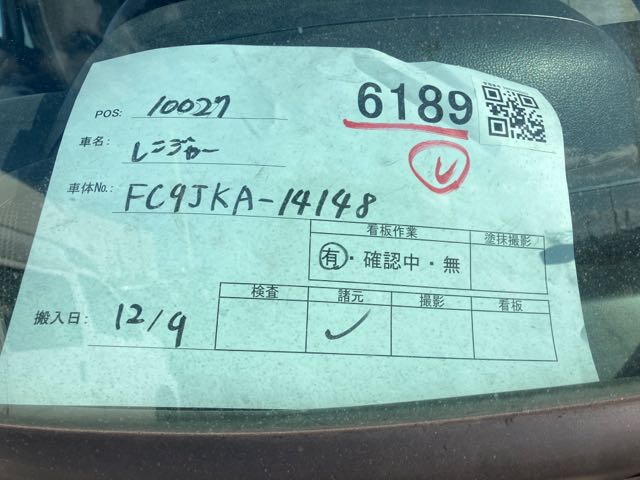 POS: 10027
6189
車名: レンジャー
U
車体No.: FC9JKA-14148
看板作業 塗抹撮影
有・確認中・無
検査 諸元 撮影 看板
搬入日: 12/9 ✓